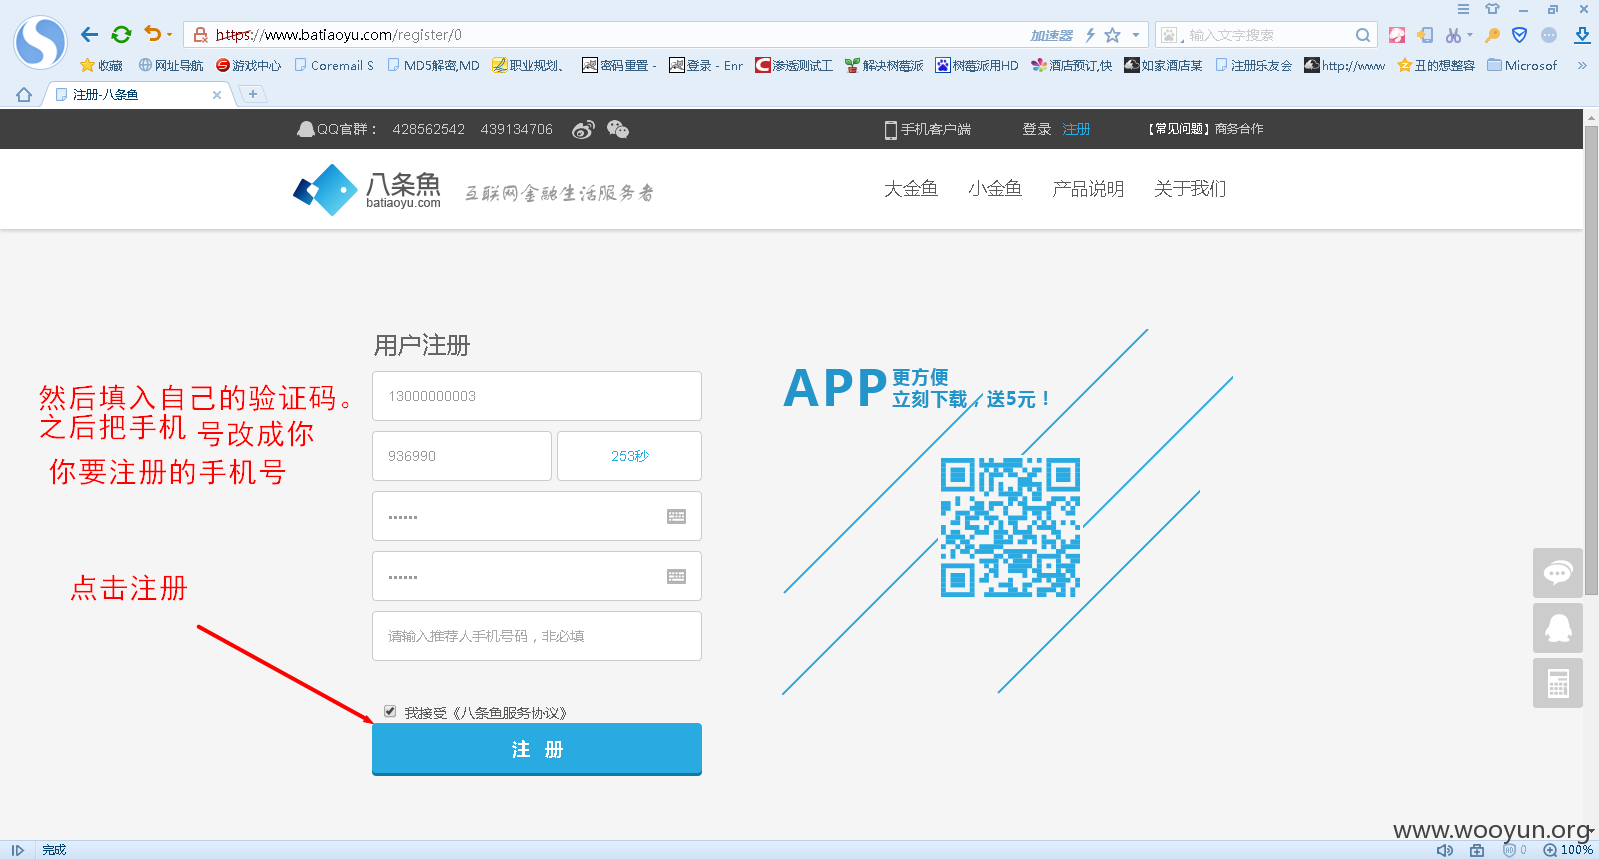 https://www.batiaoyu.com/register/0
加速器
输入文字搜索
收藏
网址导航
游戏中心
Coremail S
MD5解密,MD
职业规划、
密码重置 -
登录 - Enr
渗透测试工
解决树莓派
树莓派用HD
酒店预订,快
如家酒店某
注册乐友会
http://www
丑的想整容
Microsof
注册-八条鱼
QQ官群： 428562542 439134706
手机客户端
登录 注册
【常见问题】商务合作
八条魚
batiaoyu.com
互联网金融生活服务者
大金鱼 小金鱼 产品说明 关于我们
用户注册
13000000003
936990
253秒
••••••
••••••
请输入推荐人手机号码，非必填
我接受《八条鱼服务协议》
注 册
然后填入自己的验证码。
之后把手机 号改成你
你要注册的手机号
点击注册
APP
更方便
立刻下载，送5元！
www.wooyun.org
完成
0
100%